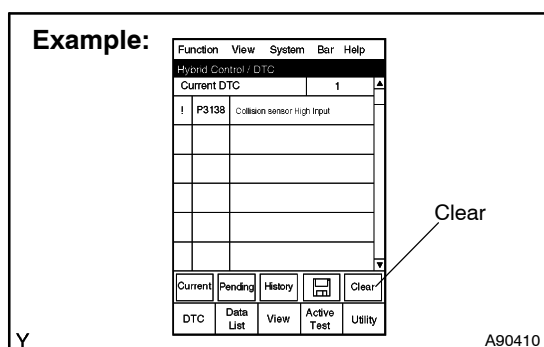 Example:
Function View System Bar Help
Hybrid Control / DTC
Current DTC 1
! P3138 Collision sensor High Input
Clear
Current Pending History Clear
DTC Data List View Active Test Utility
Y A90410